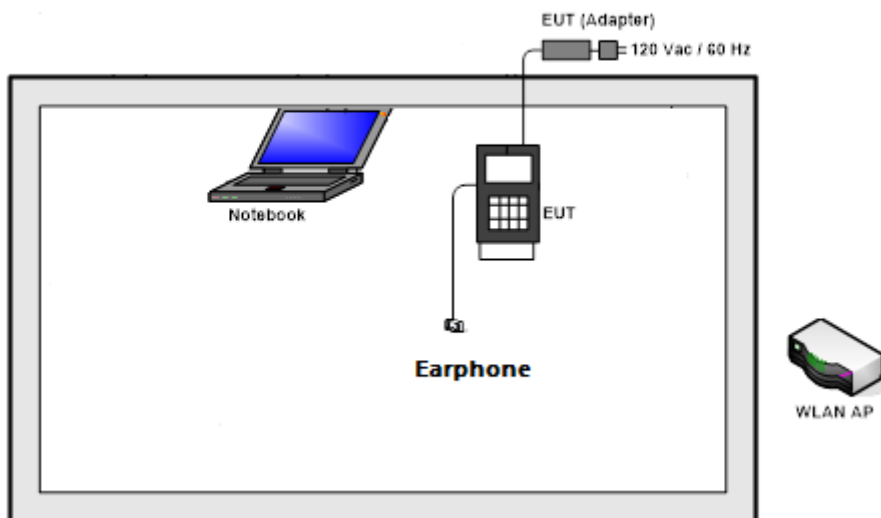 EUT (Adapter)
120 Vac / 60 Hz
Notebook
EUT
Earphone
WLAN AP